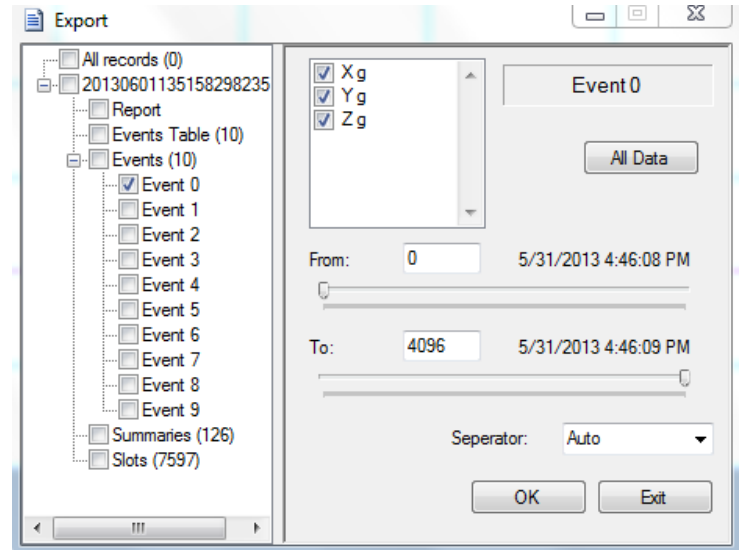 Export
All records (0)
20130601135158298235
Report
Events Table (10)
Events (10)
Event 0
Event 1
Event 2
Event 3
Event 4
Event 5
Event 6
Event 7
Event 8
Event 9
Summaries (126)
Slots (7597)
X g
Y g
Z g
Event 0
All Data
From: 0 5/31/2013 4:46:08 PM
To: 4096 5/31/2013 4:46:09 PM
Seperator: Auto
OK Exit